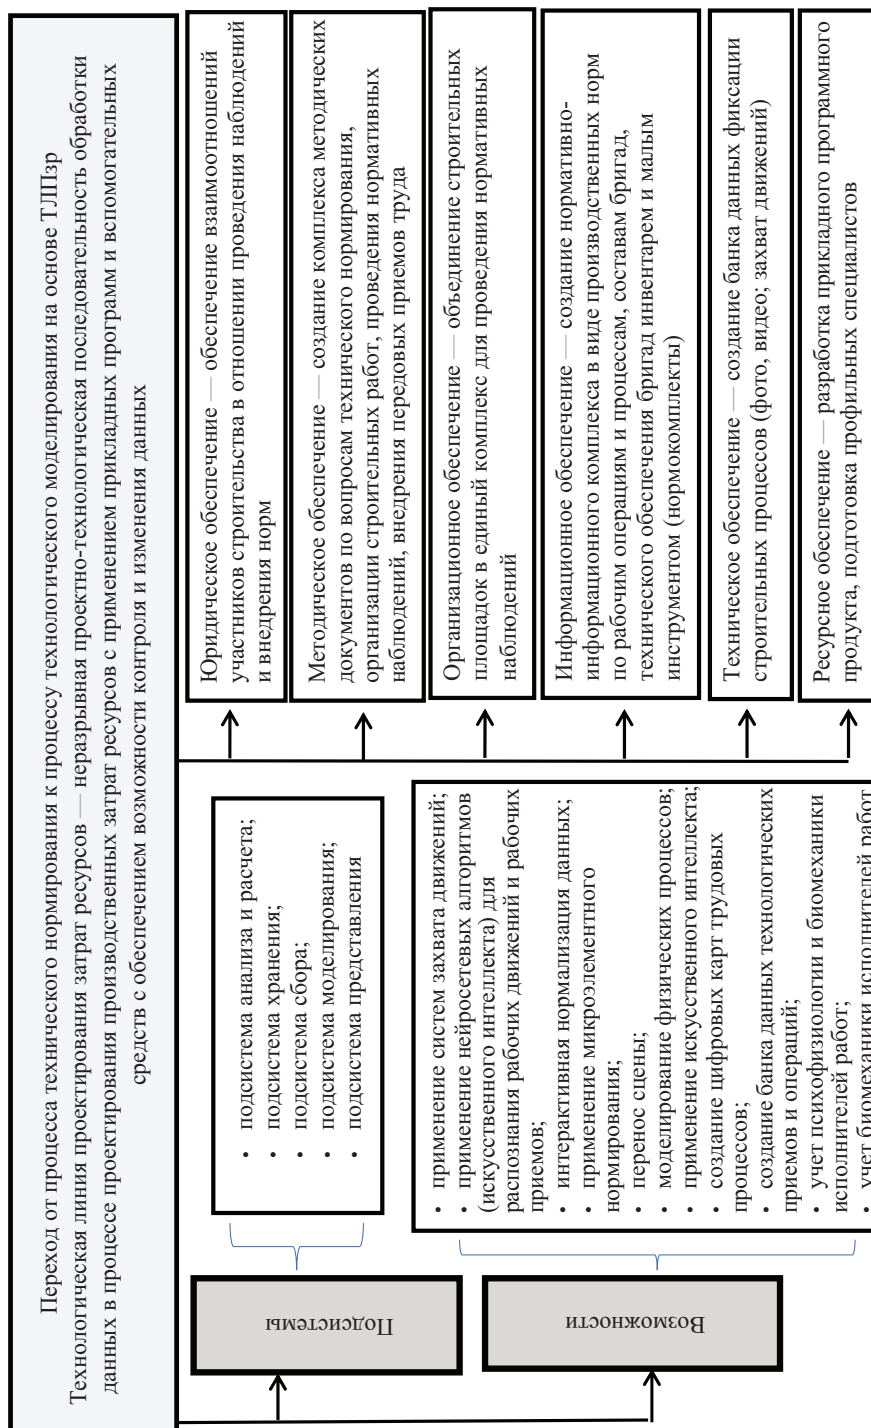 Переход от процесса технического нормирования к процессу технологического моделирования на основе ТЛПзр
Технологическая линия проектирования затрат ресурсов — неразрывная проектно-технологическая последовательность обработки
данных в процессе проектирования производственных затрат ресурсов с применением прикладных программ и вспомогательных
средств с обеспечением возможности контроля и изменения данных
Подсистемы
• подсистема анализа и расчета;
• подсистема хранения;
• подсистема сбора;
• подсистема моделирования;
• подсистема представления
Возможности
• применение систем захвата движений;
• применение нейросетевых алгоритмов
(искусственного интеллекта) для
распознания рабочих движений и рабочих
приемов;
• интерактивная нормализация данных;
• применение микроэлементного
нормирования;
• перенос сцены;
• моделирование физических процессов;
• применение искусственного интеллекта;
• создание цифровых карт трудовых
процессов;
• создание банка данных технологических
приемов и операций;
• учет психофизиологии и биомеханики
исполнителей работ;
• учет биомеханики исполнителей работ
Юридическое обеспечение — обеспечение взаимоотношений
участников строительства в отношении проведения наблюдений
и внедрения норм
Методическое обеспечение — создание комплекса методических
документов по вопросам технического нормирования,
организации строительных работ, проведения нормативных
наблюдений, внедрения передовых приемов труда
Организационное обеспечение — объединение строительных
площадок в единый комплекс для проведения нормативных
наблюдений
Информационное обеспечение — создание нормативно-
информационного комплекса в виде производственных норм
по рабочим операциям и процессам, составам бригад,
технического обеспечения бригад инвентарем и малым
инструментом (нормокомплекты)
Техническое обеспечение — создание банка данных фиксации
строительных процессов (фото, видео; захват движений)
Ресурсное обеспечение — разработка прикладного программного
продукта, подготовка профильных специалистов